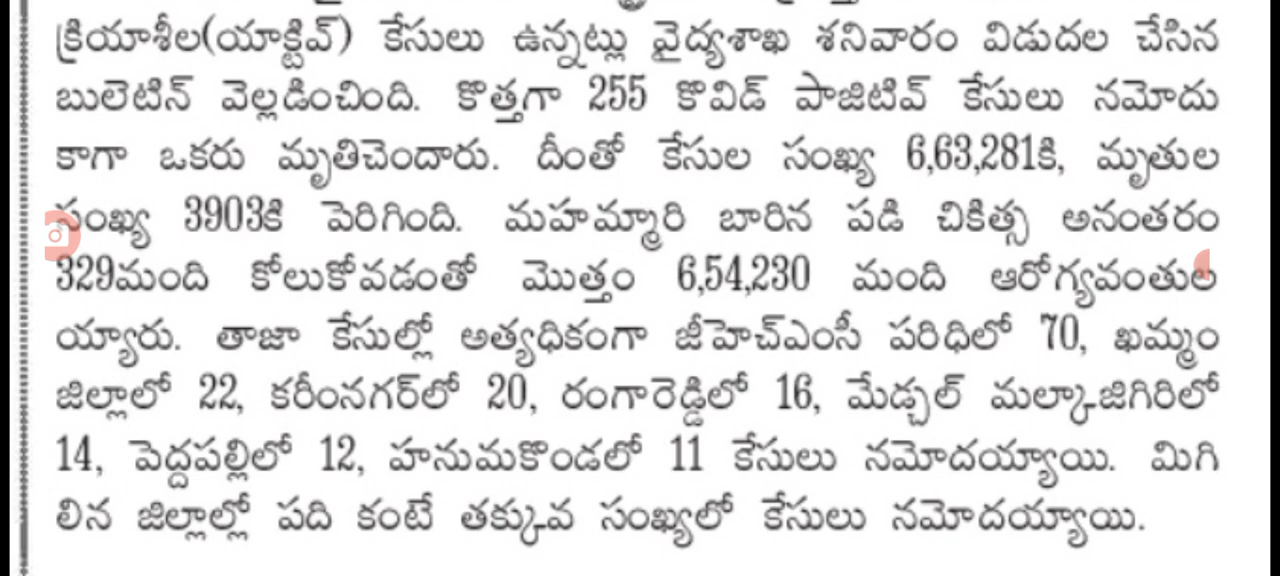 క్రియాశీల(యాక్టివ్) కేసులు ఉన్నట్లు వైద్యశాఖ శనివారం విడుదల చేసిన
బులెటిన్ వెల్లడించింది. కొత్తగా 255 కొవిడ్ పాజిటివ్ కేసులు నమోదు
కాగా ఒకరు మృతిచెందారు. దీంతో కేసుల సంఖ్య 6,63,281కి, మృతుల
సంఖ్య 3903కి పెరిగింది. మహమ్మారి బారిన పడి చికిత్స అనంతరం
329మంది కోలుకోవడంతో మొత్తం 6,54,230 మంది ఆరోగ్యవంతుల
య్యారు. తాజా కేసుల్లో అత్యధికంగా జీహెచ్ఎంసీ పరిధిలో 70, ఖమ్మం
జిల్లాలో 22, కరీంనగర్‌లో 20, రంగారెడ్డిలో 16, మేడ్చల్ మల్కాజిగిరిలో
14, పెద్దపల్లిలో 12, హనుమకొండలో 11 కేసులు నమోదయ్యాయి. మిగి
లిన జిల్లాల్లో పది కంటే తక్కువ సంఖ్యలో కేసులు నమోదయ్యాయి.